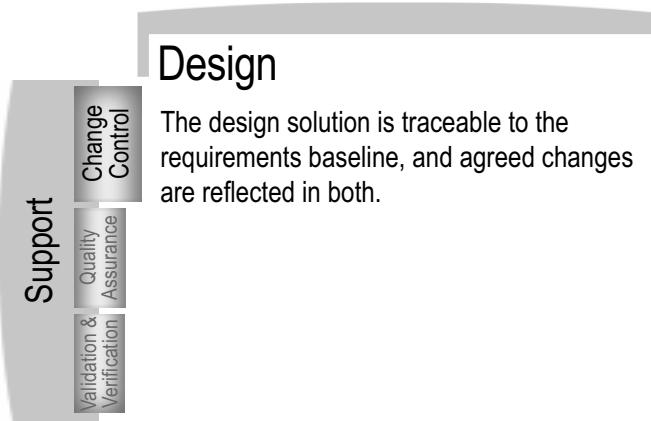 Design
The design solution is traceable to the
requirements baseline, and agreed changes
are reflected in both.
Support
Change
Control
Quality
Assurance
Validation &
Verification